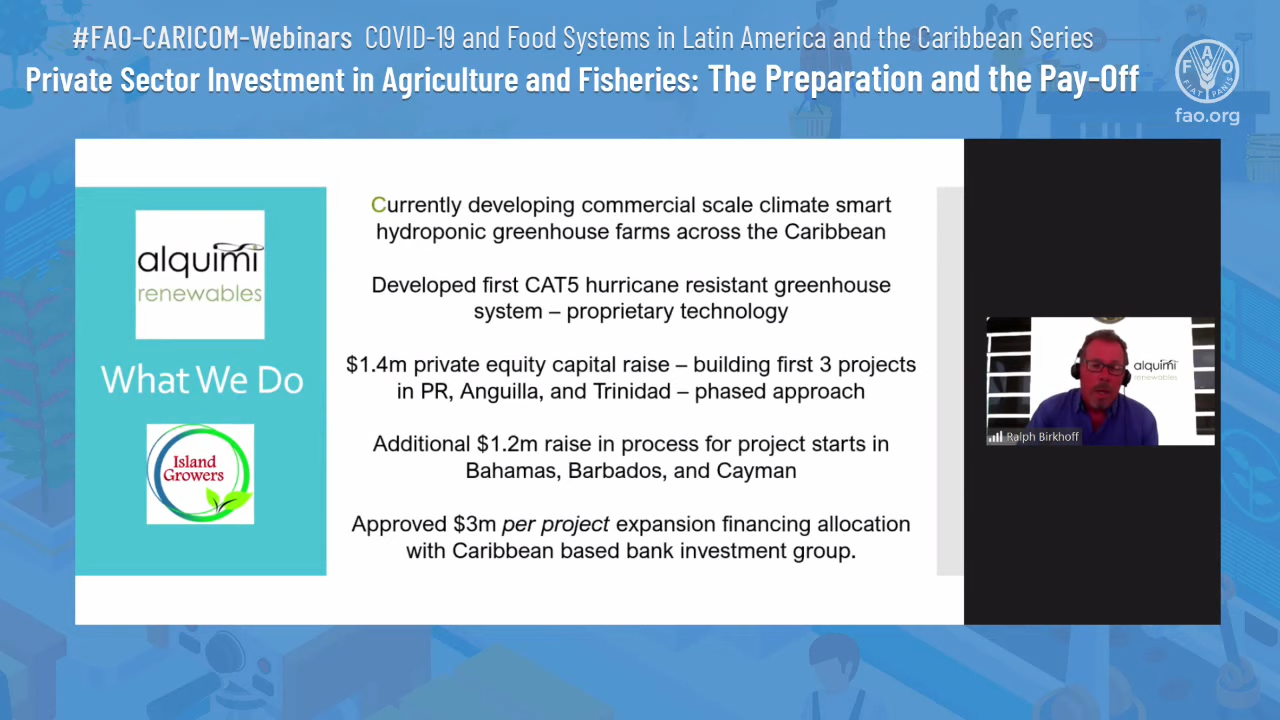 #FAO-CARICOM-Webinars COVID-19 and Food Systems in Latin America and the Caribbean Series
Private Sector Investment in Agriculture and Fisheries: The Preparation and the Pay-Off
F A O
FIAT PANIS
fao.org
alquimi
renewables
What We Do
Island
Growers
Currently developing commercial scale climate smart
hydroponic greenhouse farms across the Caribbean
Developed first CAT5 hurricane resistant greenhouse
system – proprietary technology
$1.4m private equity capital raise – building first 3 projects
in PR, Anguilla, and Trinidad – phased approach
Additional $1.2m raise in process for project starts in
Bahamas, Barbados, and Cayman
Approved $3m per project expansion financing allocation
with Caribbean based bank investment group.
alquimi
renewables
Ralph Birkhoff